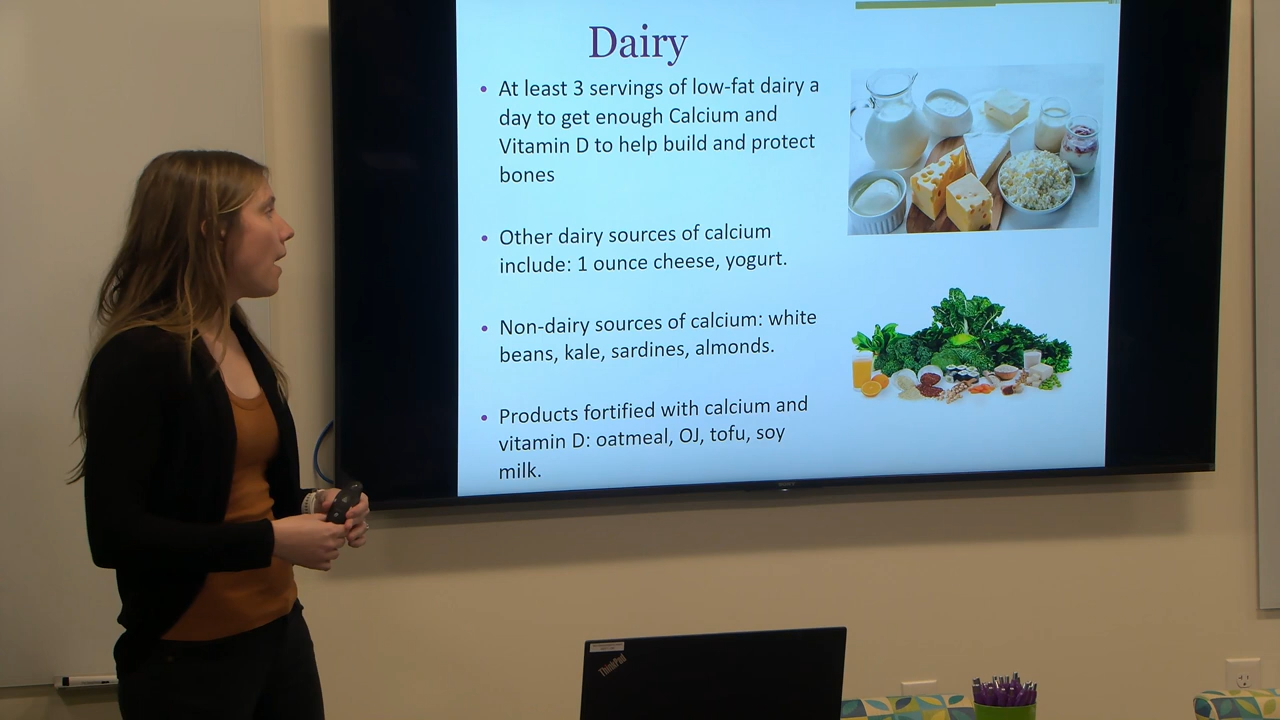 Dairy
• At least 3 servings of low-fat dairy a
day to get enough Calcium and
Vitamin D to help build and protect
bones
• Other dairy sources of calcium
include: 1 ounce cheese, yogurt.
• Non-dairy sources of calcium: white
beans, kale, sardines, almonds.
• Products fortified with calcium and
vitamin D: oatmeal, OJ, tofu, soy
milk.
SONY
ThinkPad